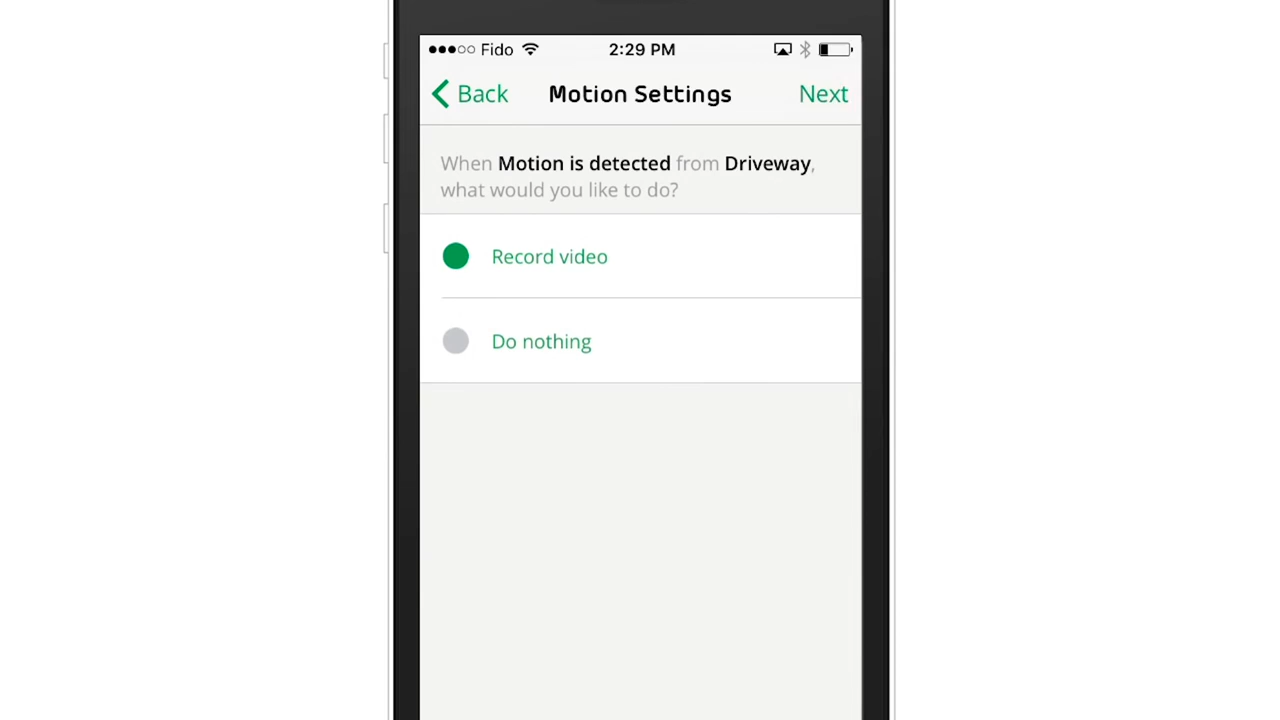 Fido 2:29 PM
Back Motion Settings Next
When Motion is detected from Driveway,
what would you like to do?
Record video
Do nothing